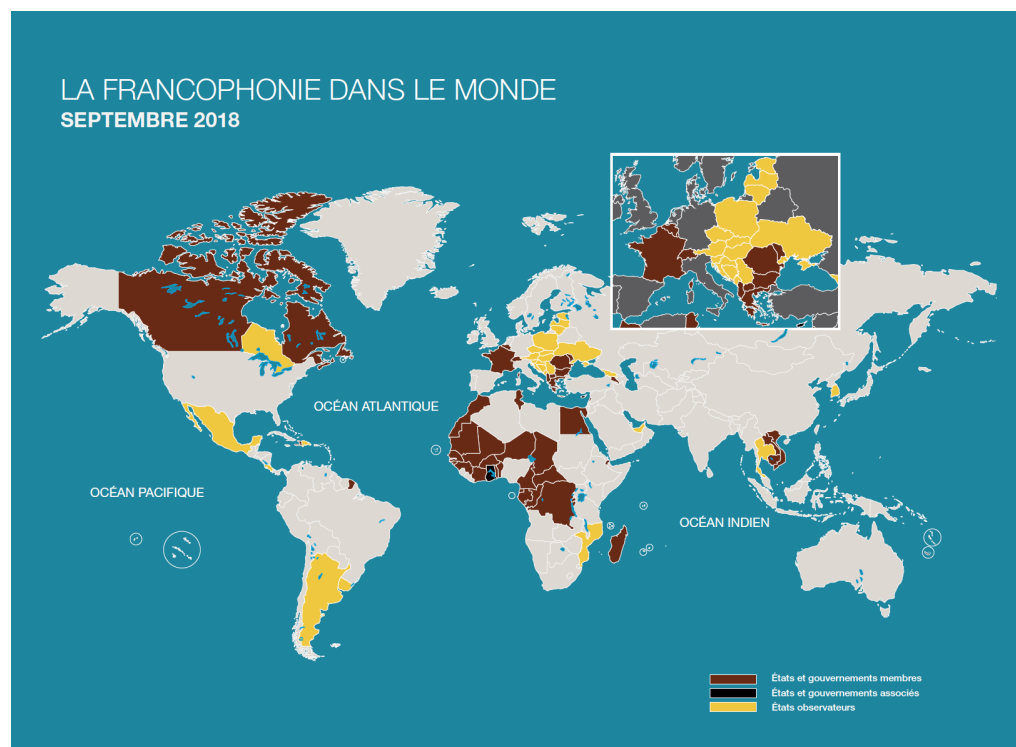 LA FRANCOPHONIE DANS LE MONDE
SEPTEMBRE 2018
OCÉAN ATLANTIQUE
OCÉAN PACIFIQUE
OCÉAN INDIEN
États et gouvernements membres
États et gouvernements associés
États observateurs